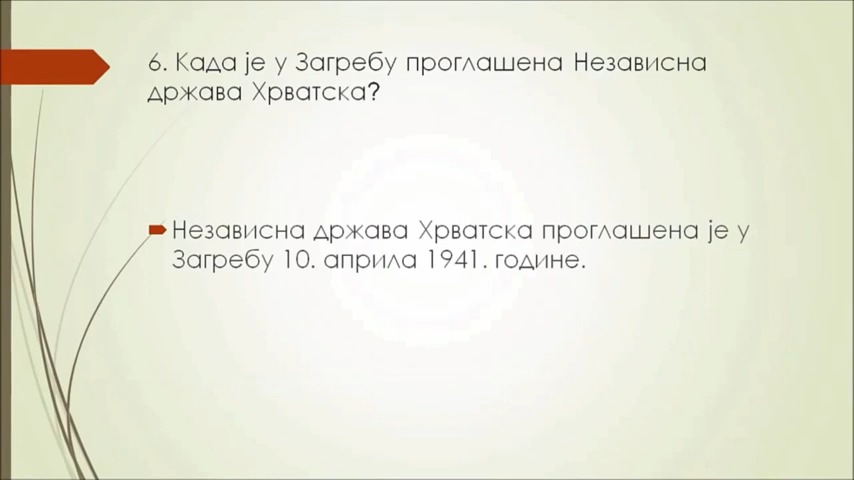 6. Када је у Загребу проглашена Независна
држава Хрватска?
Независна држава Хрватска проглашена је у
Загребу 10. априла 1941. године.